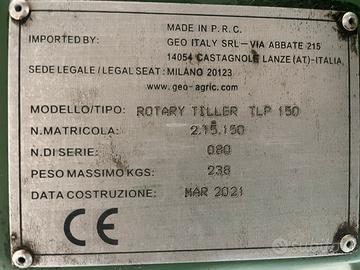 MADE IN P.R.C.
IMPORTED BY: GEO ITALY SRL-VIA ABBATE 215
14054 CASTAGNOLE LANZE(AT)-ITALIA,
SEDE LEGALE / LEGAL SEAT: MILANO 20123
www.geo-agric.com
MODELLO/TIPO: ROTARY TILLER TLP 150
N.MATRICOLA: 2.15.150
N.DI SERIE: 080
PESO MASSIMO KGS: 238
DATA COSTRUZIONE: MAR 2021
CE
subito